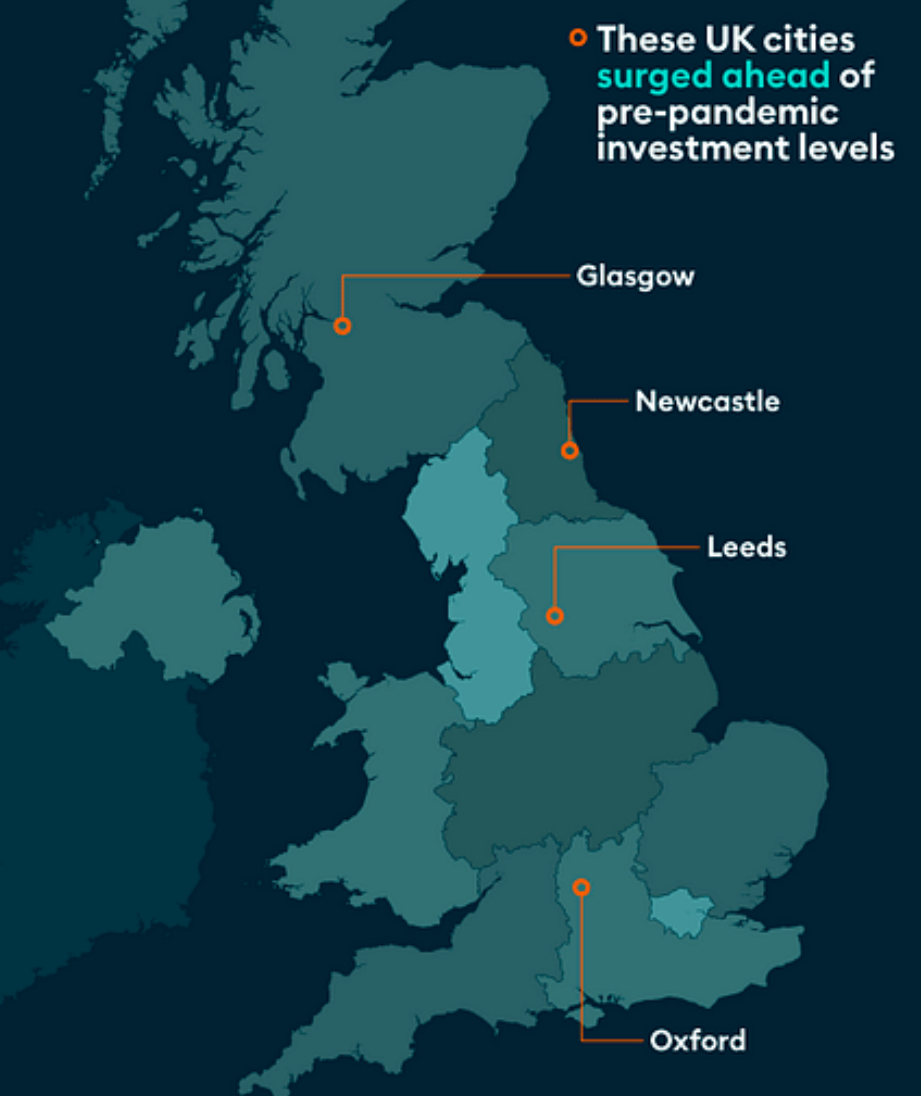 These UK cities
surged ahead of
pre-pandemic
investment levels
Glasgow
Newcastle
Leeds
Oxford